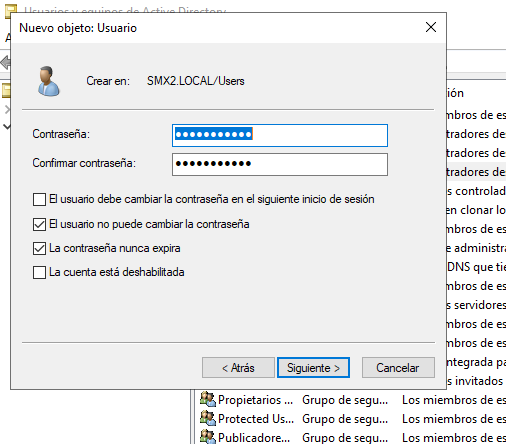 Usuarios y equipos de Active Directory
Nuevo objeto: Usuario
Crear en: SMX2.LOCAL/Users
Contraseña: ●●●●●●●●●●●
Confirmar contraseña: ●●●●●●●●●●●
El usuario debe cambiar la contraseña en el siguiente inicio de sesión
El usuario no puede cambiar la contraseña
La contraseña nunca expira
La cuenta está deshabilitada
< Atrás Siguiente > Cancelar
ión
mbros de es
tradores de
tradores de
tradores de
s controlad
en clonar lo
mbros de es
e administra
DNS que tie
mbros de es
s servidores
mbros de es
mbros de es
ntegrada pa
s invitados
Propietarios ... Grupo de segu... Los miembros de es
Protected Us... Grupo de segu... Los miembros de es
Publicadore... Grupo de segu... Los miembros de es